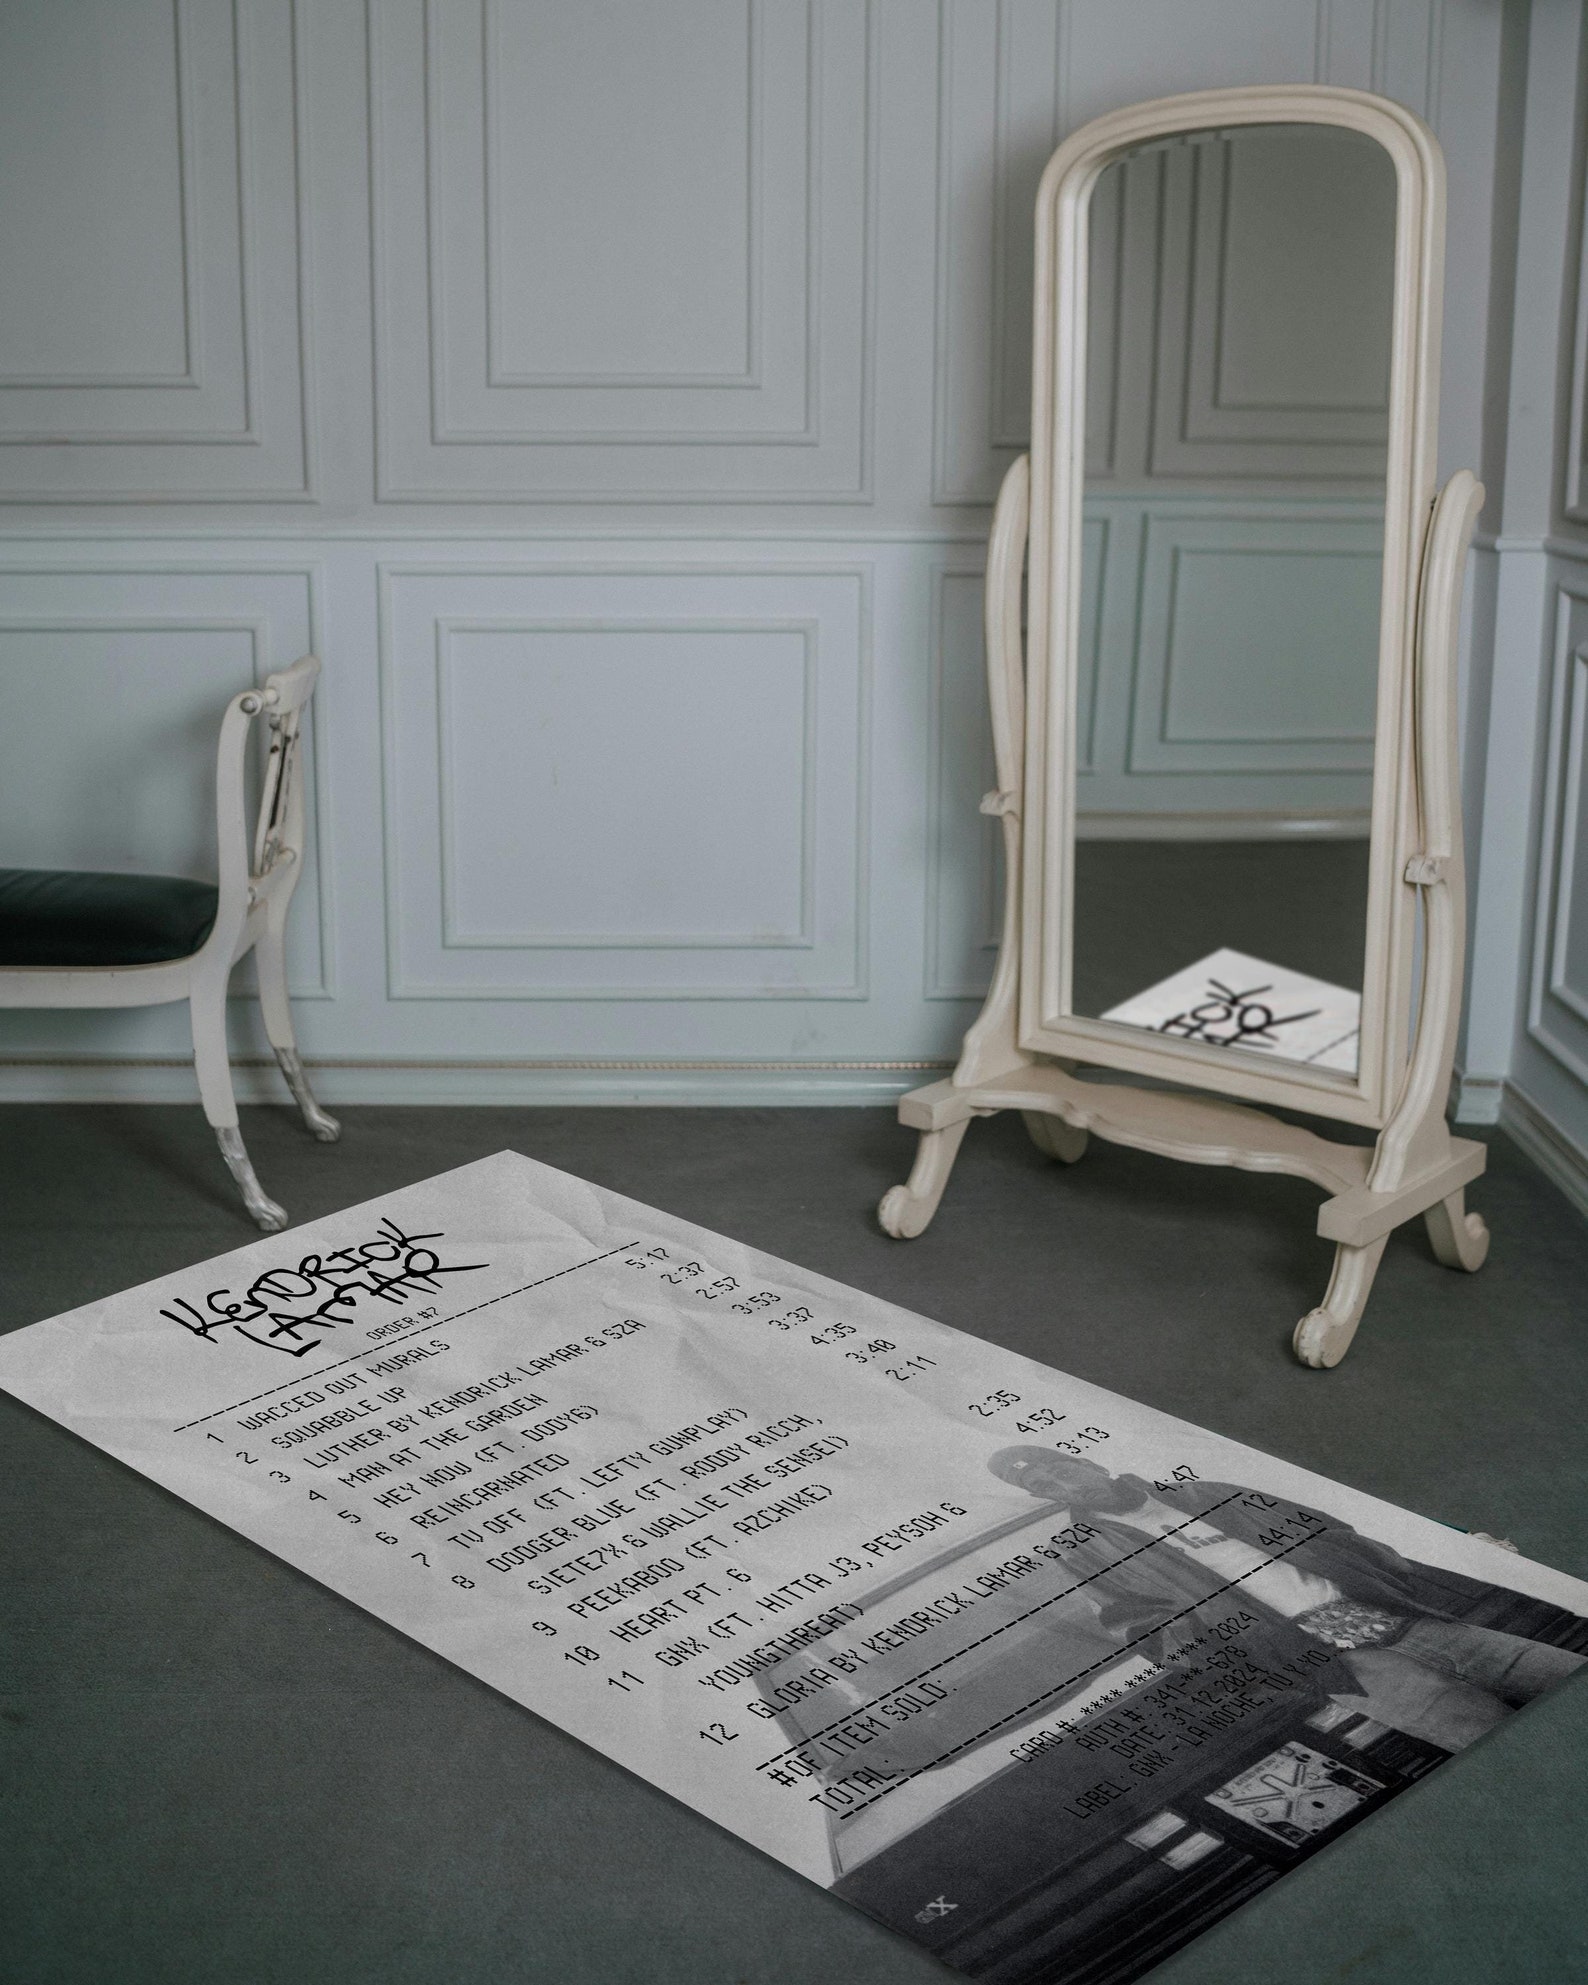 KENDRICK
LAMAR
ORDER #7
1 WACCED OUT MURALS 5:17
2 SQUABBLE UP 2:37
3 LUTHER BY KENDRICK LAMAR & SZA 2:57
4 MAN AT THE GARDEN 3:53
5 HEY NOW (FT. DODY6) 3:37
6 REINCARNATED 4:35
7 TV OFF (FT. LEFTY GUNPLAY) 3:40
8 DODGER BLUE (FT. RODDY RICCH, 2:11
SIETE7X & WALLIE THE SENSEI)
9 PEEKABOO (FT. AZCHIKE) 2:35
10 HEART PT. 6 4:52
11 GNX (FT. HITTA J3, PEYSOH & 3:13
YOUNGTHREAT)
12 GLORIA BY KENDRICK LAMAR & SZA 4:47
#OF ITEM SOLD: 12
TOTAL: 44:14
CARD #: **** **** **** 2024
AUTH #: 341-**-678
DATE: 31.12.2024
LABEL: GNX - LA NOCHE, TU Y YO.
GNX
RICK
AR